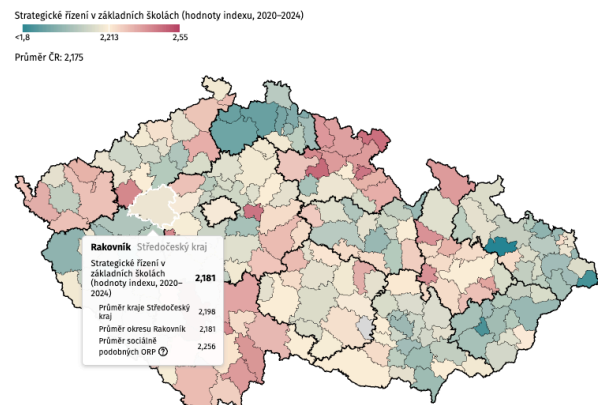 Strategické řízení v základních školách (hodnoty indexu, 2020–2024)
<1,8 2,213 2,55
Průměr ČR: 2,175
Rakovník Středočeský kraj
Strategické řízení v
základních školách
(hodnoty indexu, 2020–
2024)
2,181
Průměr kraje Středočeský
kraj
2,198
Průměr okresu Rakovník 2,181
Průměr sociálně
podobných ORP ?
2,256